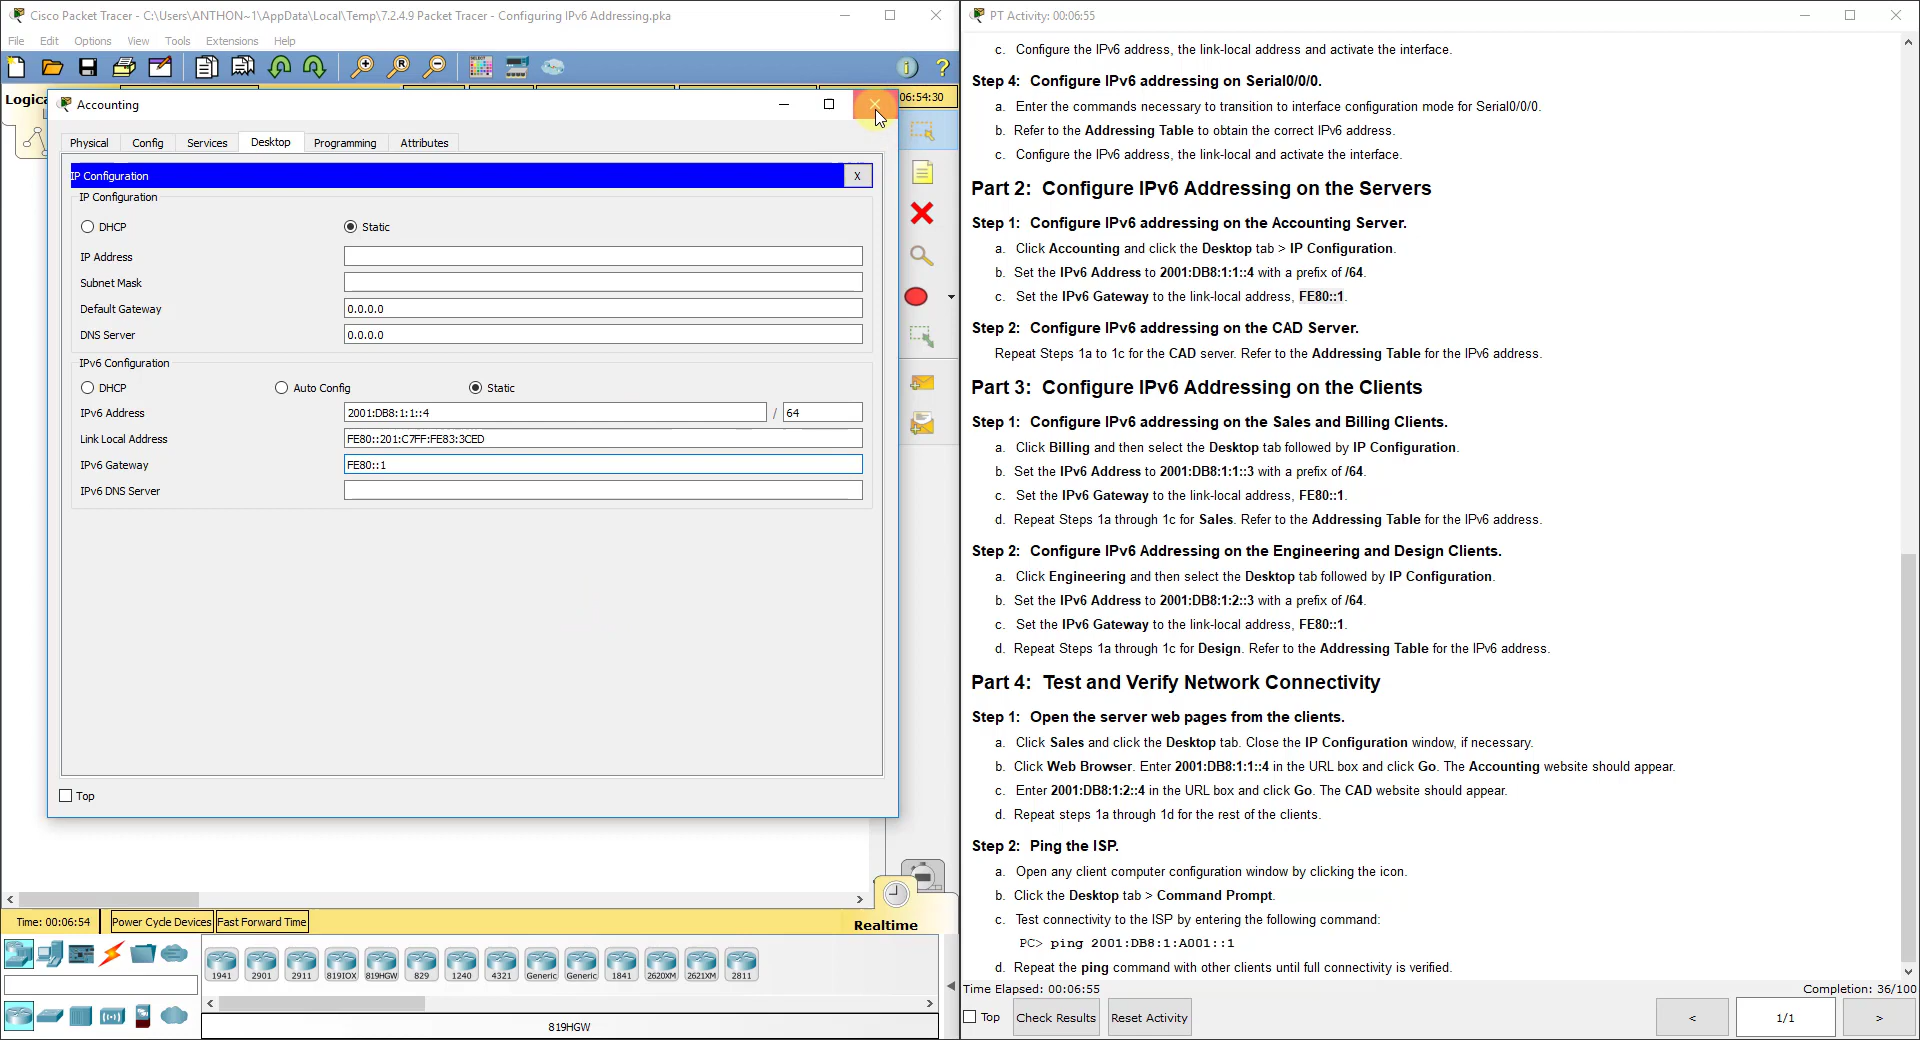 Cisco Packet Tracer - C:\Users\ANTHON~1\AppData\Local\Temp\7.2.4.9 Packet Tracer - Configuring IPv6 Addressing.pka
File Edit Options View Tools Extensions Help
Logica
06:54:30
Accounting
Physical Config Services Desktop Programming Attributes
IP Configuration
X
IP Configuration
DHCP
Static
IP Address
Subnet Mask
Default Gateway
0.0.0.0
DNS Server
0.0.0.0
IPv6 Configuration
DHCP
Auto Config
Static
IPv6 Address
2001:DB8:1:1::4
/
64
Link Local Address
FE80::201:C7FF:FE83:3CED
IPv6 Gateway
FE80::1
IPv6 DNS Server
Top
Time: 00:06:54
Power Cycle Devices
Fast Forward Time
Realtime
1941 2901 2911 819IOX 819HGW 829 1240 4321 Generic Generic 1841 2620XM 2621XM 2811
819HGW
PT Activity: 00:06:55
c. Configure the IPv6 address, the link-local address and activate the interface.
Step 4: Configure IPv6 addressing on Serial0/0/0.
a. Enter the commands necessary to transition to interface configuration mode for Serial0/0/0.
b. Refer to the Addressing Table to obtain the correct IPv6 address.
c. Configure the IPv6 address, the link-local and activate the interface.
Part 2: Configure IPv6 Addressing on the Servers
Step 1: Configure IPv6 addressing on the Accounting Server.
a. Click Accounting and click the Desktop tab > IP Configuration.
b. Set the IPv6 Address to 2001:DB8:1:1::4 with a prefix of /64.
c. Set the IPv6 Gateway to the link-local address, FE80::1.
Step 2: Configure IPv6 addressing on the CAD Server.
Repeat Steps 1a to 1c for the CAD server. Refer to the Addressing Table for the IPv6 address.
Part 3: Configure IPv6 Addressing on the Clients
Step 1: Configure IPv6 addressing on the Sales and Billing Clients.
a. Click Billing and then select the Desktop tab followed by IP Configuration.
b. Set the IPv6 Address to 2001:DB8:1:1::3 with a prefix of /64.
c. Set the IPv6 Gateway to the link-local address, FE80::1.
d. Repeat Steps 1a through 1c for Sales. Refer to the Addressing Table for the IPv6 address.
Step 2: Configure IPv6 Addressing on the Engineering and Design Clients.
a. Click Engineering and then select the Desktop tab followed by IP Configuration.
b. Set the IPv6 Address to 2001:DB8:1:2::3 with a prefix of /64.
c. Set the IPv6 Gateway to the link-local address, FE80::1.
d. Repeat Steps 1a through 1c for Design. Refer to the Addressing Table for the IPv6 address.
Part 4: Test and Verify Network Connectivity
Step 1: Open the server web pages from the clients.
a. Click Sales and click the Desktop tab. Close the IP Configuration window, if necessary.
b. Click Web Browser. Enter 2001:DB8:1:1::4 in the URL box and click Go. The Accounting website should appear.
c. Enter 2001:DB8:1:2::4 in the URL box and click Go. The CAD website should appear.
d. Repeat steps 1a through 1d for the rest of the clients.
Step 2: Ping the ISP.
a. Open any client computer configuration window by clicking the icon.
b. Click the Desktop tab > Command Prompt.
c. Test connectivity to the ISP by entering the following command:
PC> ping 2001:DB8:1:A001::1
d. Repeat the ping command with other clients until full connectivity is verified.
Time Elapsed: 00:06:55
Completion: 36/100
Top
Check Results
Reset Activity
<
1/1
>